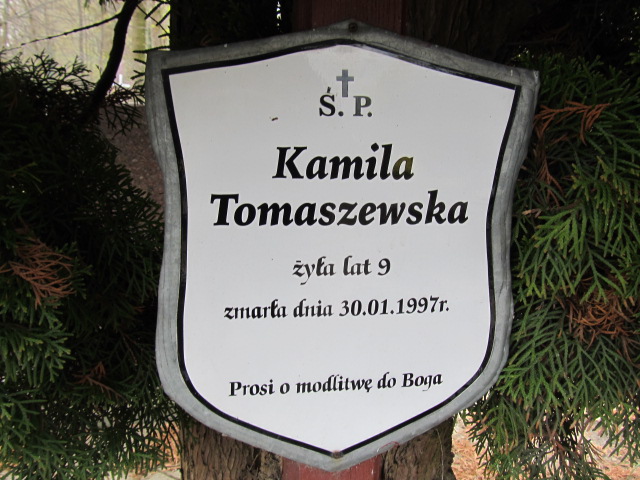 Ś. P.
Kamila
Tomaszewska
żyła lat 9
zmarła dnia 30.01.1997r.
Prosi o modlitwę do Boga